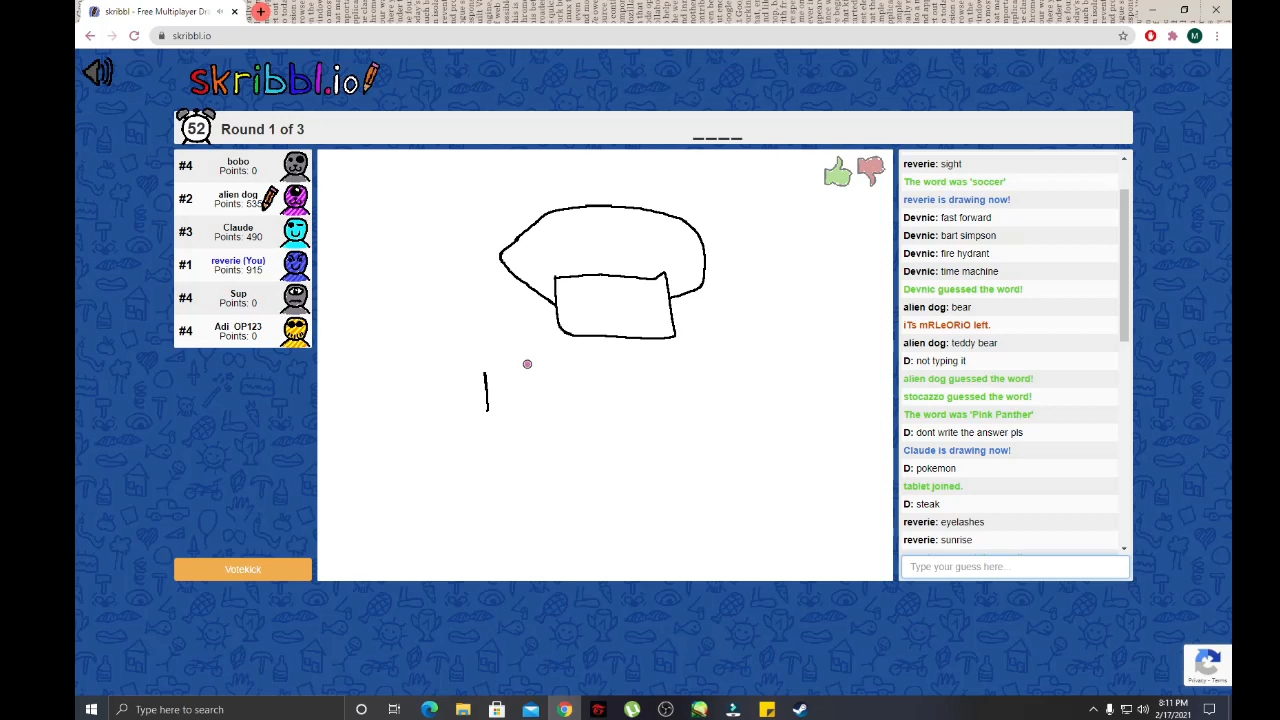 skribbl - Free Multiplayer Dra
skribbl.io
M
skribbl.io
52
Round 1 of 3
_ _ _ _
#4 bobo
Points: 0
#2 alien dog
Points: 535
#3 Claude
Points: 490
#1 reverie (You)
Points: 915
#4 Sup
Points: 0
#4 Adi OP123
Points: 0
Votekick
reverie: sight
The word was 'soccer'
reverie is drawing now!
Devnic: fast forward
Devnic: bart simpson
Devnic: fire hydrant
Devnic: time machine
Devnic guessed the word!
alien dog: bear
iTs mRLeORiO left.
alien dog: teddy bear
D: not typing it
alien dog guessed the word!
stocazzo guessed the word!
The word was 'Pink Panther'
D: dont write the answer pls
Claude is drawing now!
D: pokemon
tablet joined.
D: steak
reverie: eyelashes
reverie: sunrise
Type your guess here...
Privacy - Terms
Type here to search
8:11 PM
2/17/2021